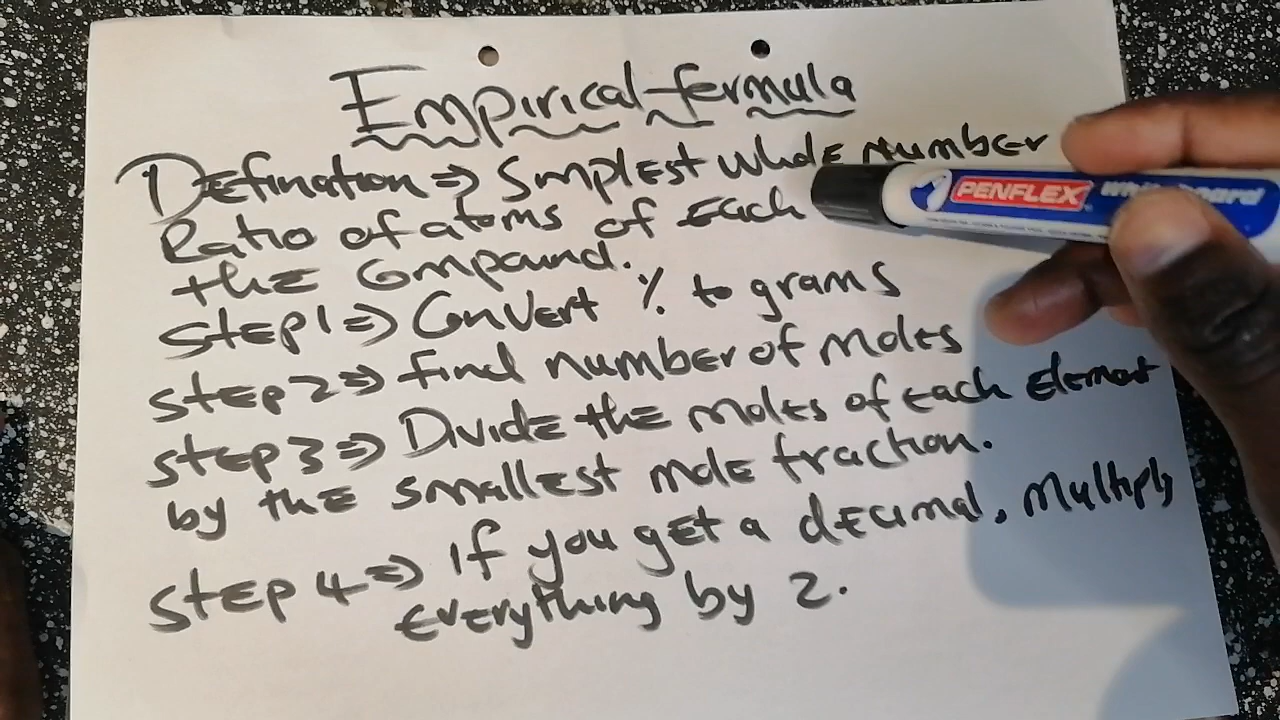 Empirical formula
Defination => Simplest whole number
Ratio of atoms of each
the compound.
Step1 => Convert % to grams
Step 2 => Find number of moles
Step 3 => Divide the moles of each Element
by the smallest mole fraction.
Step 4 => If you get a decimal, Multiply
Everything by 2.
PENFLEX